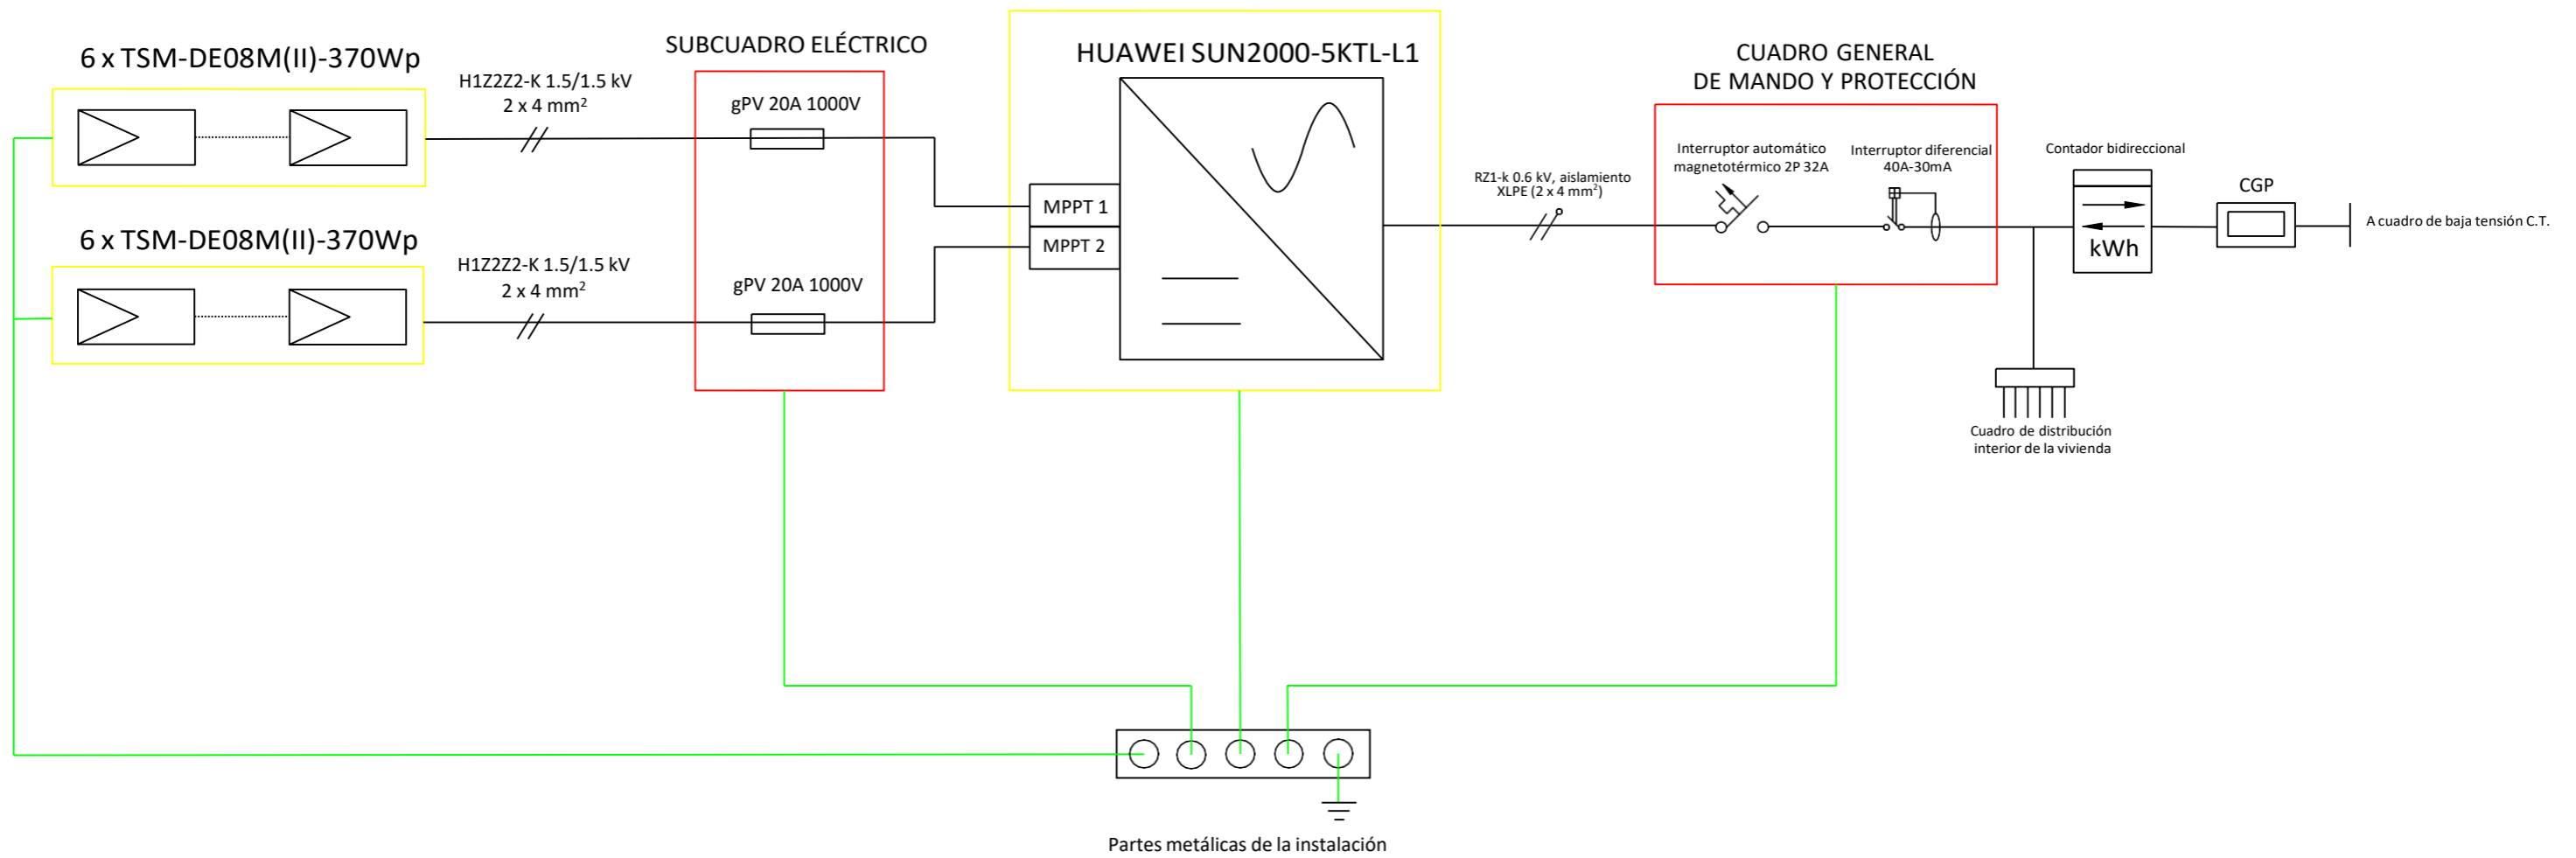 6 x TSM-DE08M(II)-370Wp
H1Z2Z2-K 1.5/1.5 kV
2 x 4 mm²
SUBCUADRO ELÉCTRICO
gPV 20A 1000V
HUAWEI SUN2000-5KTL-L1
MPPT 1
MPPT 2
6 x TSM-DE08M(II)-370Wp
H1Z2Z2-K 1.5/1.5 kV
2 x 4 mm²
gPV 20A 1000V
RZ1-k 0.6 kV, aislamiento
XLPE (2 x 4 mm²)
CUADRO GENERAL
DE MANDO Y PROTECCIÓN
Interruptor automático
magnetotérmico 2P 32A
Interruptor diferencial
40A-30mA
Contador bidireccional
kWh
CGP
A cuadro de baja tensión C.T.
Cuadro de distribución
interior de la vivienda
Partes metálicas de la instalación